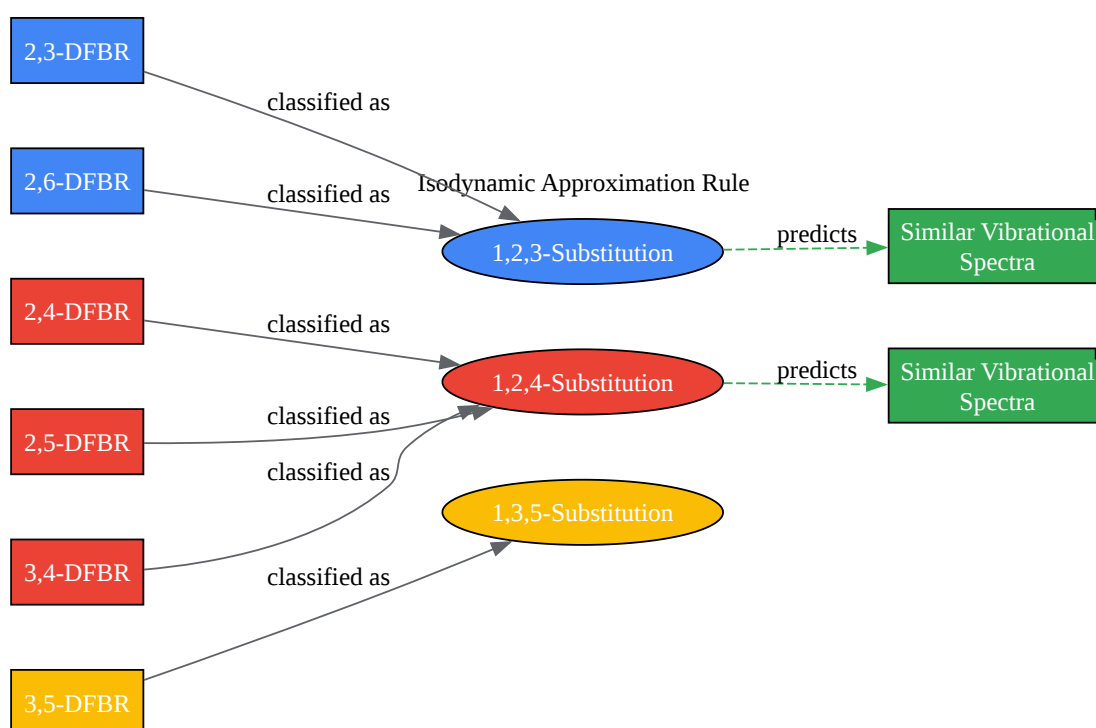 2,3-DFBR
classified as
2,6-DFBR
classified as
Isodynamic Approximation Rule
1,2,3-Substitution
predicts
Similar Vibrational
Spectra
2,4-DFBR
classified as
1,2,4-Substitution
predicts
Similar Vibrational
Spectra
2,5-DFBR
classified as
classified as
3,4-DFBR
1,3,5-Substitution
classified as
3,5-DFBR